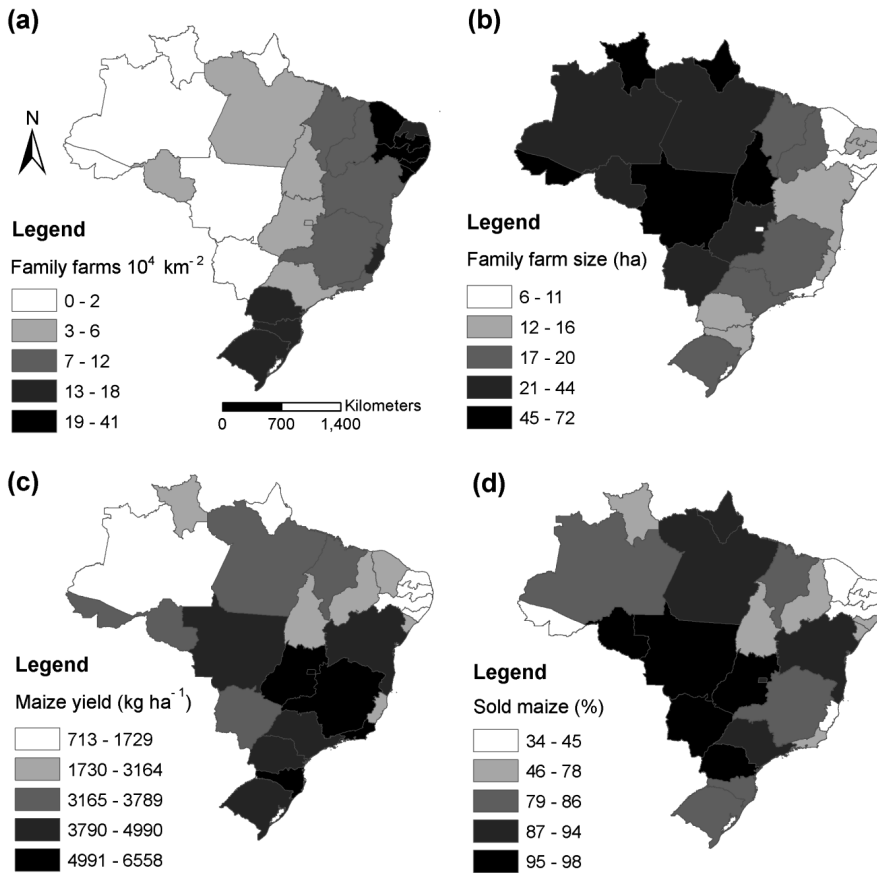 (a)
N
Legend
Family farms 10⁴ km⁻²
0 - 2
3 - 6
7 - 12
13 - 18
19 - 41
Kilometers
0 700 1,400
(b)
Legend
Family farm size (ha)
6 - 11
12 - 16
17 - 20
21 - 44
45 - 72
(c)
Legend
Maize yield (kg ha⁻¹)
713 - 1729
1730 - 3164
3165 - 3789
3790 - 4990
4991 - 6558
(d)
Legend
Sold maize (%)
34 - 45
46 - 78
79 - 86
87 - 94
95 - 98